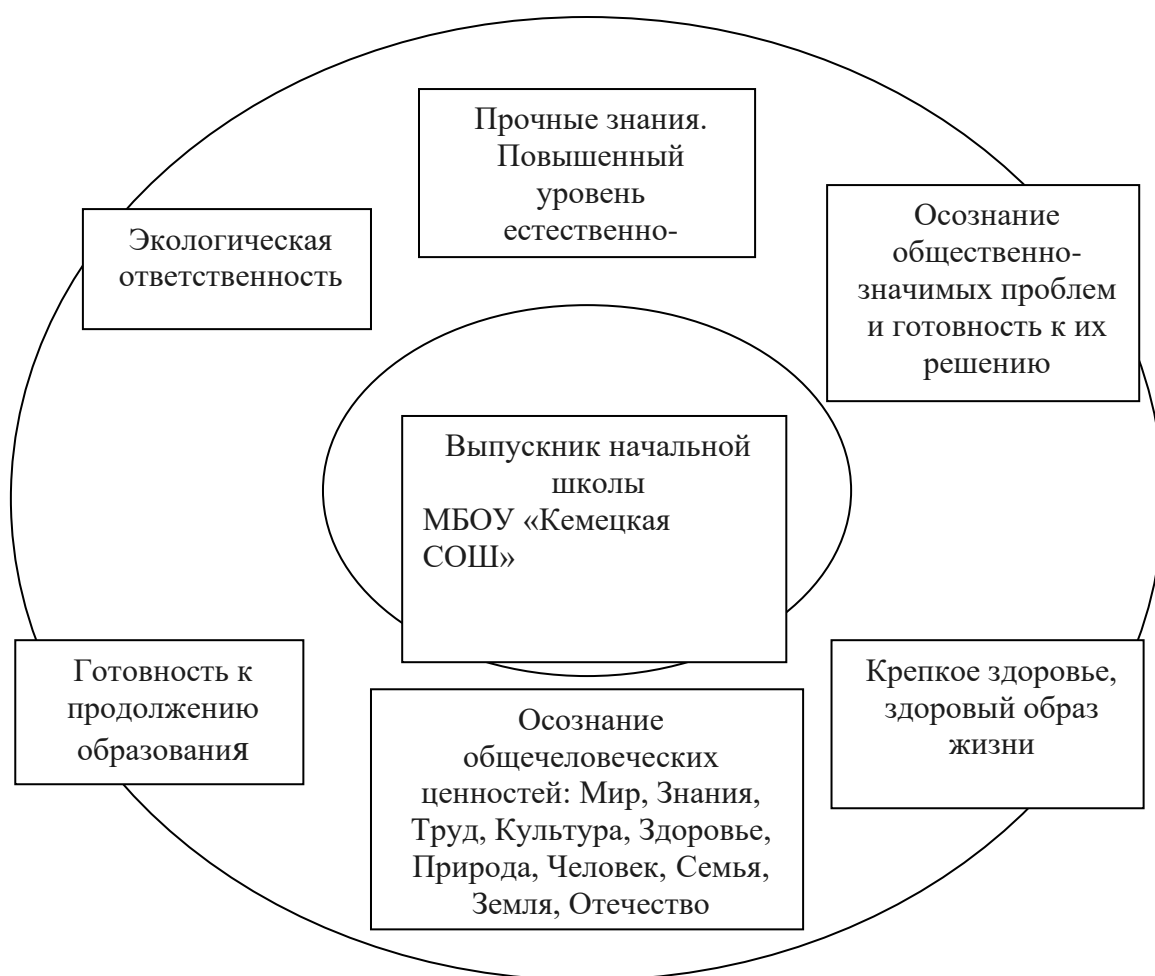 Прочные знания.
Повышенный
уровень
естественно-
Экологическая
ответственность
Осознание
общественно-
значимых проблем
и готовность к их
решению
Выпускник начальной
школы
МБОУ «Кемецкая
СОШ»
Готовность к
продолжению
образования
Осознание
общечеловеческих
ценностей: Мир, Знания,
Труд, Культура, Здоровье,
Природа, Человек, Семья,
Земля, Отечество
Крепкое здоровье,
здоровый образ
жизни